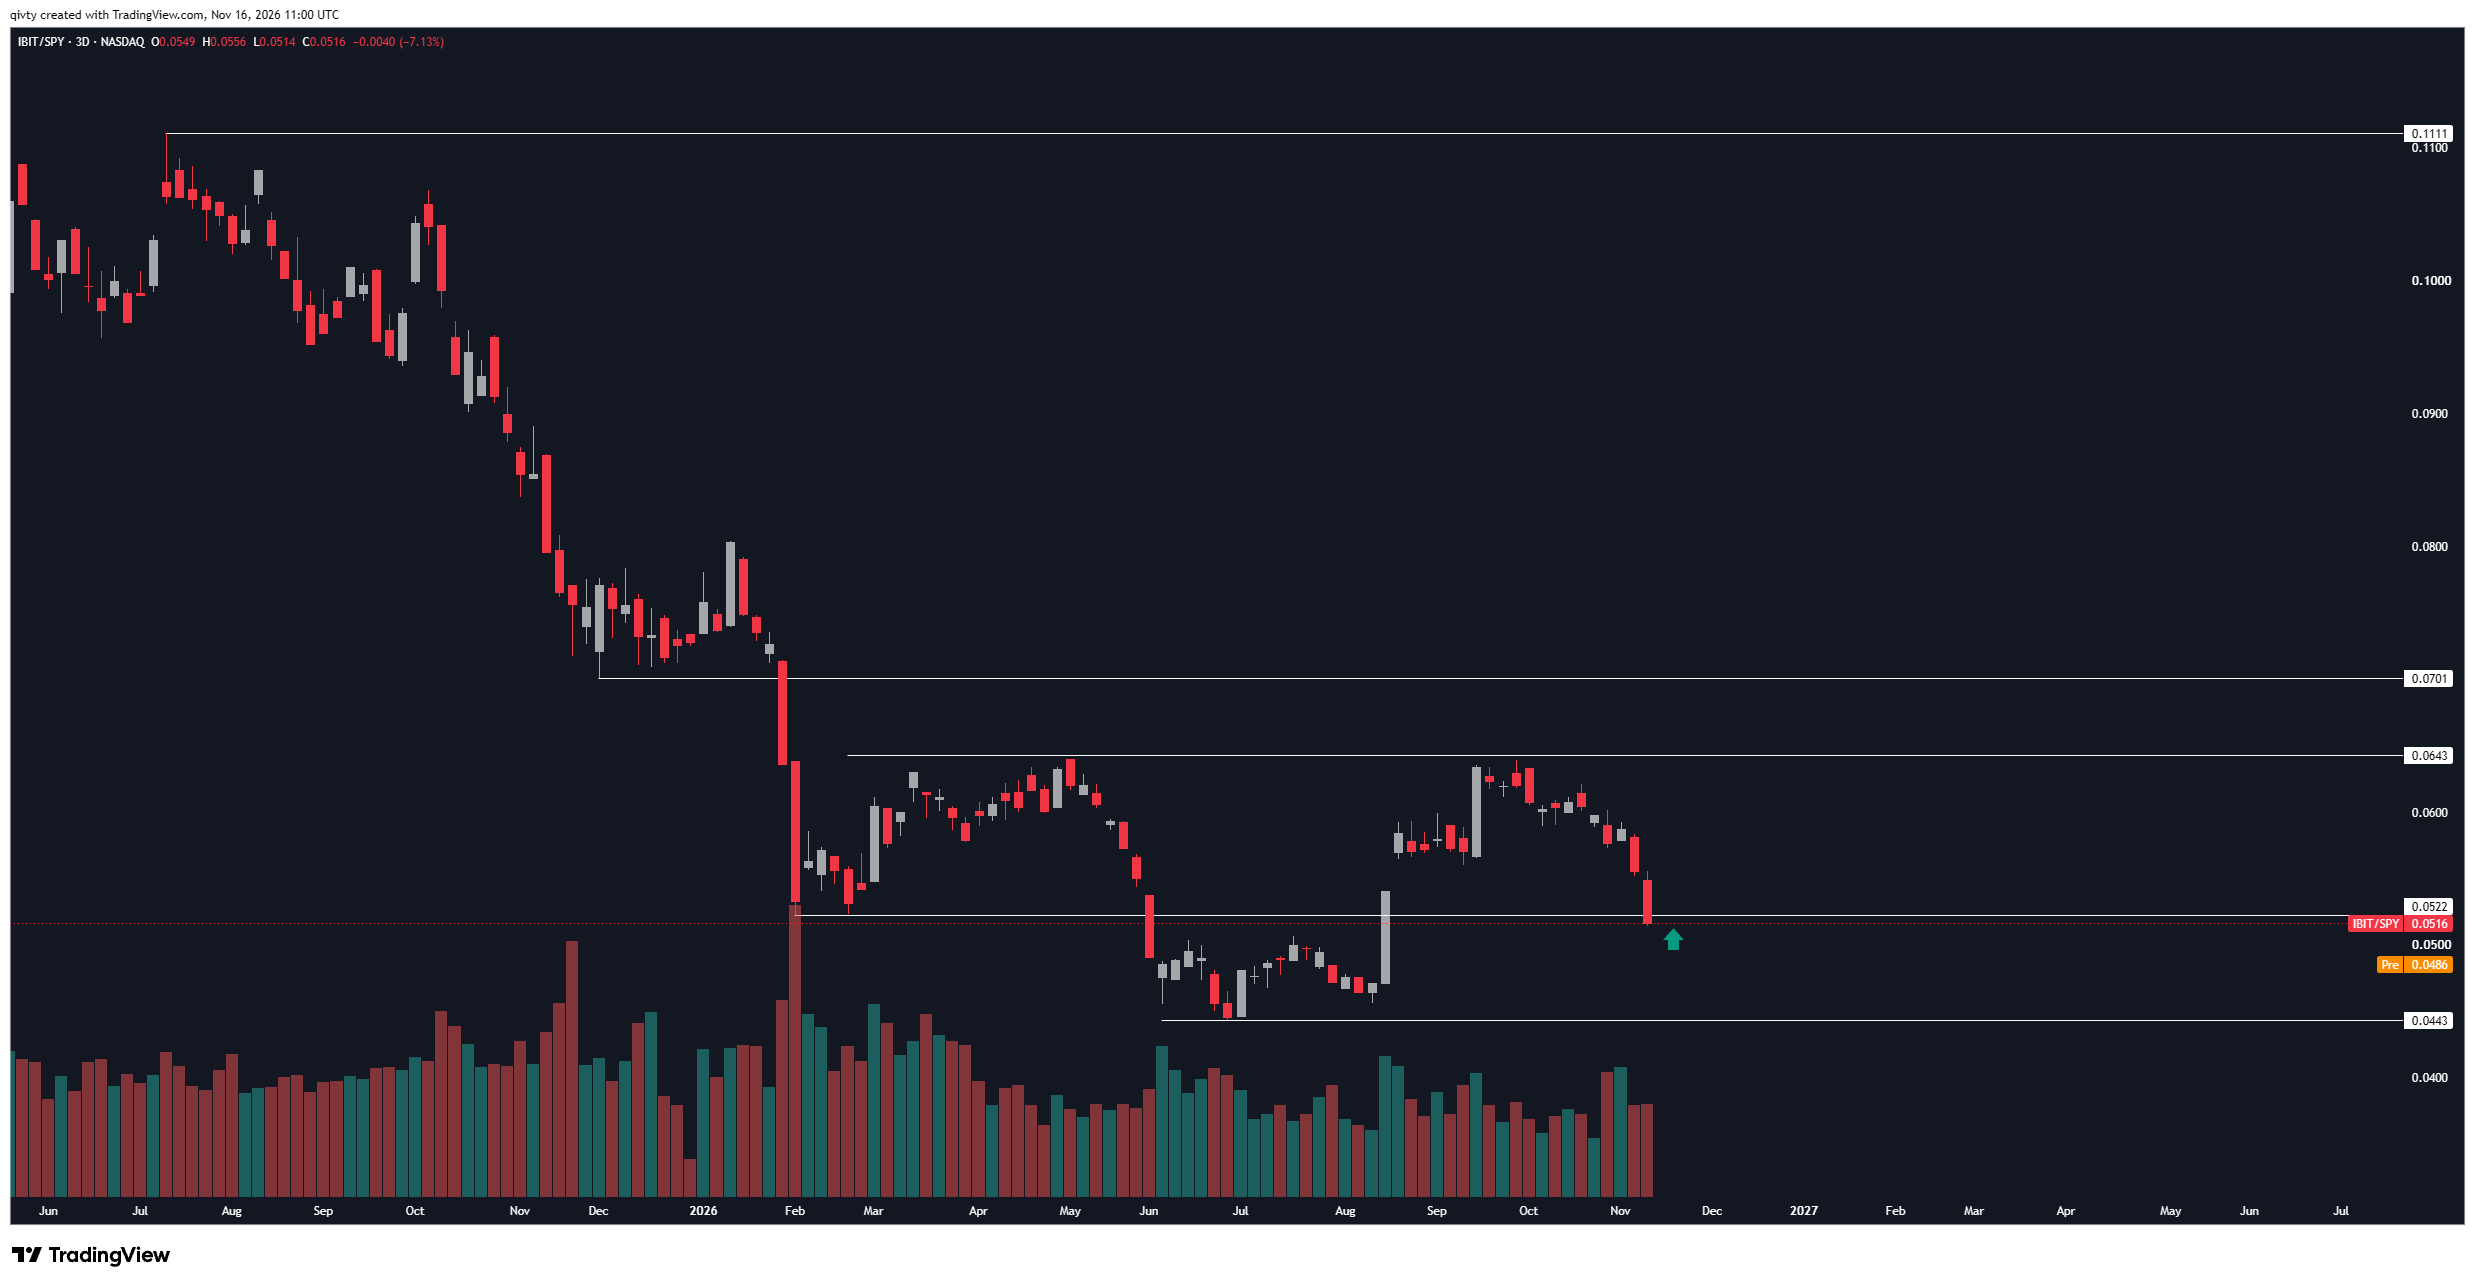 qivty created with TradingView.com, Nov 16, 2026 11:00 UTC
IBIT/SPY · 3D · NASDAQ O0.0549 H0.0556 L0.0514 C0.0516 −0.0040 (−7.13%)
0.1111
0.1100
0.1000
0.0900
0.0800
0.0701
0.0643
0.0600
0.0522
IBIT/SPY 0.0516
0.0500
Pre 0.0486
0.0443
0.0400
Jun Jul Aug Sep Oct Nov Dec 2026 Feb Mar Apr May Jun Jul Aug Sep Oct Nov Dec 2027 Feb Mar Apr May Jun Jul
TradingView